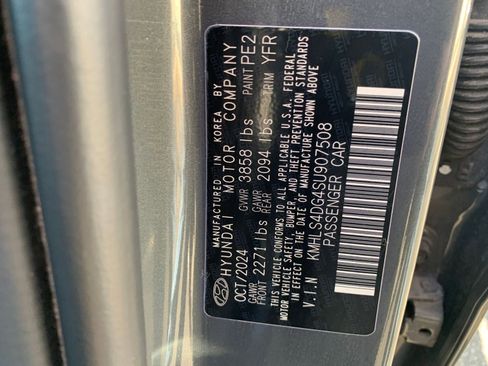 MANUFACTURED IN KOREA BY
HYUNDAI MOTOR COMPANY
OCT/2024 GVWR 3858 lbs PAINT PE2
GAWR FRONT 2271 lbs GAWR REAR 2094 lbs TRIM YFR
THIS VEHICLE CONFORMS TO ALL APPLICABLE U.S.A. FEDERAL
MOTOR VEHICLE SAFETY, BUMPER, AND THEFT PREVENTION STANDARDS
IN EFFECT ON THE DATE OF MANUFACTURE SHOWN ABOVE
V.I.N KMHLS4DG4SU907508
PASSENGER CAR